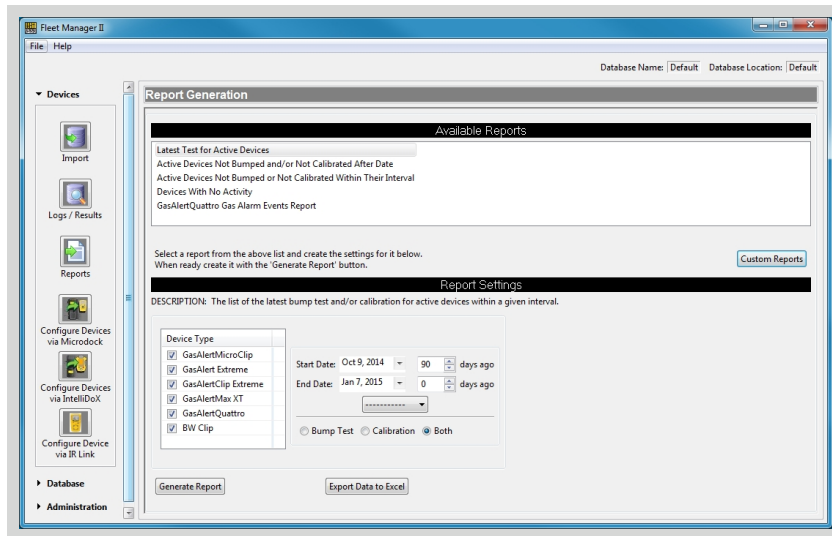 Fleet Manager II
File Help
Database Name: Default Database Location: Default
Devices
Import
Logs / Results
Reports
Configure Devices
via Microdock
Configure Devices
via IntelliDoX
Configure Device
via IR Link
Database
Administration
Report Generation
Available Reports
Latest Test for Active Devices
Active Devices Not Bumped and/or Not Calibrated After Date
Active Devices Not Bumped or Not Calibrated Within Their Interval
Devices With No Activity
GasAlertQuattro Gas Alarm Events Report
Select a report from the above list and create the settings for it below.
When ready create it with the 'Generate Report' button.
Custom Reports
Report Settings
DESCRIPTION: The list of the latest bump test and/or calibration for active devices within a given interval.
Device Type
GasAlertMicroClip
GasAlert Extreme
GasAlertClip Extreme
GasAlertMax XT
GasAlertQuattro
BW Clip
Start Date: Oct 9, 2014 90 days ago
End Date: Jan 7, 2015 0 days ago
-----------
Bump Test Calibration Both
Generate Report Export Data to Excel